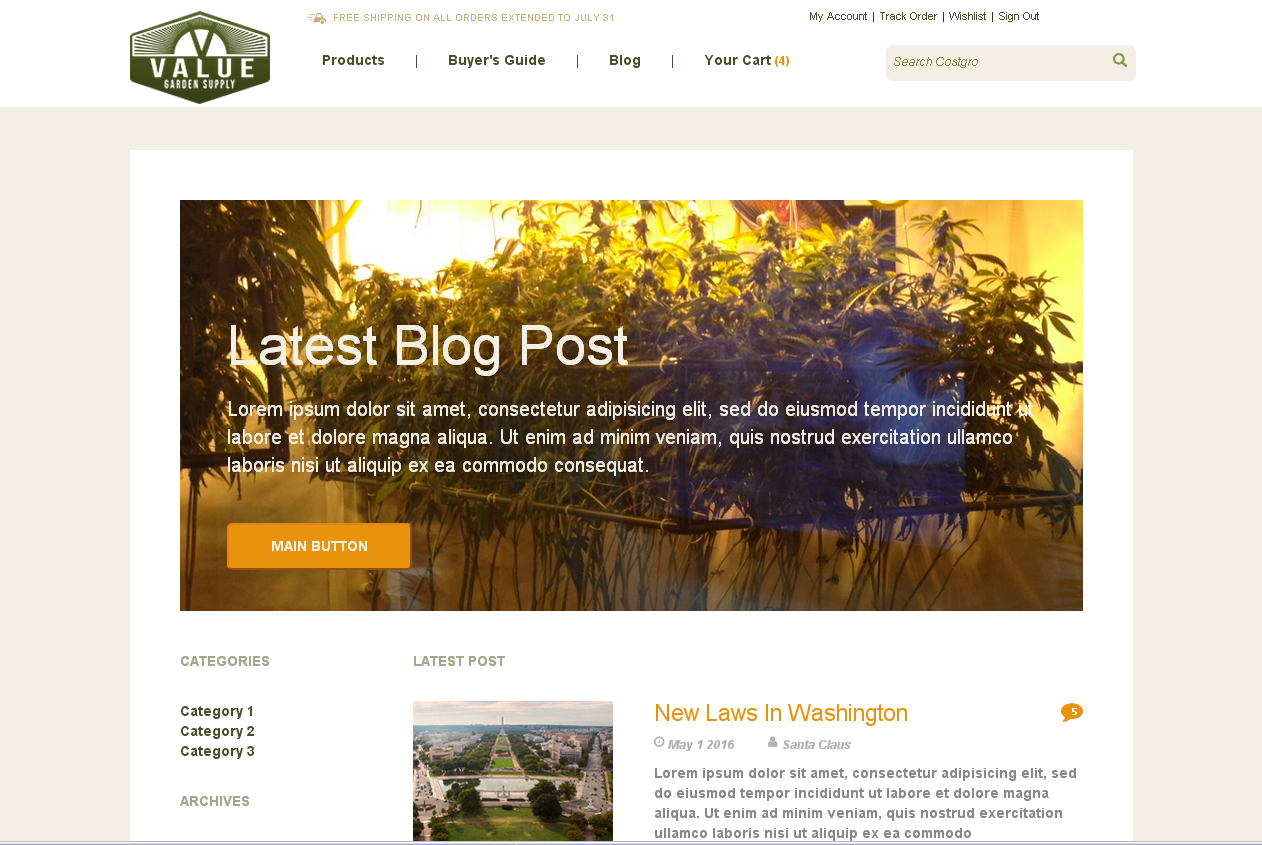 FREE SHIPPING ON ALL ORDERS EXTENDED TO JULY 31
My Account | Track Order | Wishlist | Sign Out
VALUE
GARDEN SUPPLY
Products | Buyer's Guide | Blog | Your Cart (4)
Search Costgro
Latest Blog Post
Lorem ipsum dolor sit amet, consectetur adipisicing elit, sed do eiusmod tempor incididunt ut
labore et dolore magna aliqua. Ut enim ad minim veniam, quis nostrud exercitation ullamco
laboris nisi ut aliquip ex ea commodo consequat.
MAIN BUTTON
CATEGORIES
Category 1
Category 2
Category 3
ARCHIVES
LATEST POST
New Laws In Washington
5
May 1 2016 Santa Claus
Lorem ipsum dolor sit amet, consectetur adipisicing elit, sed
do eiusmod tempor incididunt ut labore et dolore magna
aliqua. Ut enim ad minim veniam, quis nostrud exercitation
ullamco laboris nisi ut aliquip ex ea commodo